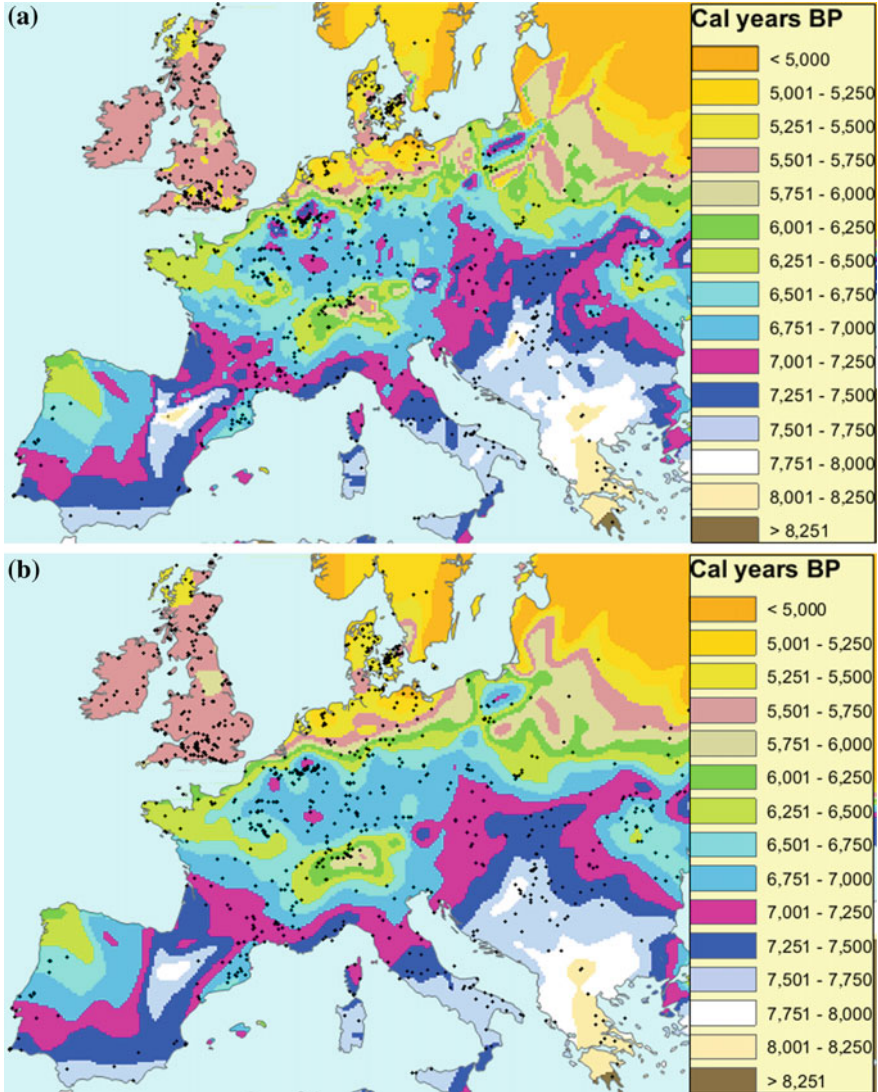 (a)
Cal years BP
< 5,000
5,001 - 5,250
5,251 - 5,500
5,501 - 5,750
5,751 - 6,000
6,001 - 6,250
6,251 - 6,500
6,501 - 6,750
6,751 - 7,000
7,001 - 7,250
7,251 - 7,500
7,501 - 7,750
7,751 - 8,000
8,001 - 8,250
> 8,251
(b)
Cal years BP
< 5,000
5,001 - 5,250
5,251 - 5,500
5,501 - 5,750
5,751 - 6,000
6,001 - 6,250
6,251 - 6,500
6,501 - 6,750
6,751 - 7,000
7,001 - 7,250
7,251 - 7,500
7,501 - 7,750
7,751 - 8,000
8,001 - 8,250
> 8,251